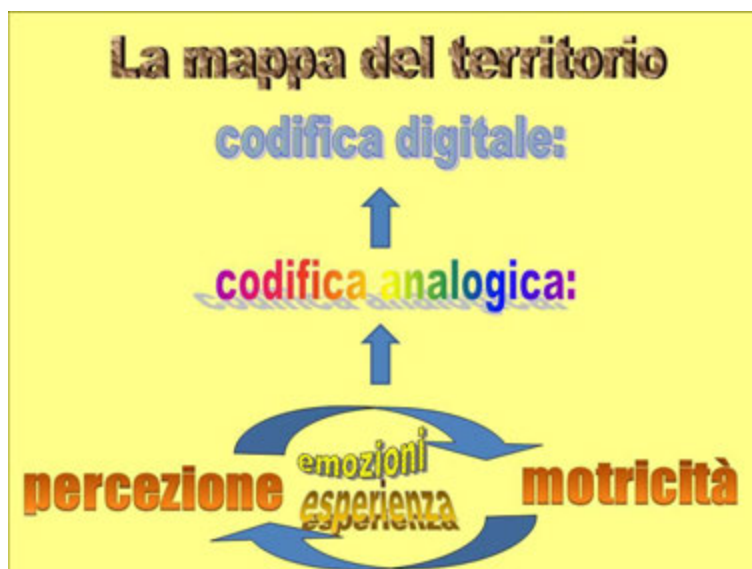 La mappa del territorio
codifica digitale:
codifica analogica:
emozioni
percezione
motricità
esperienza